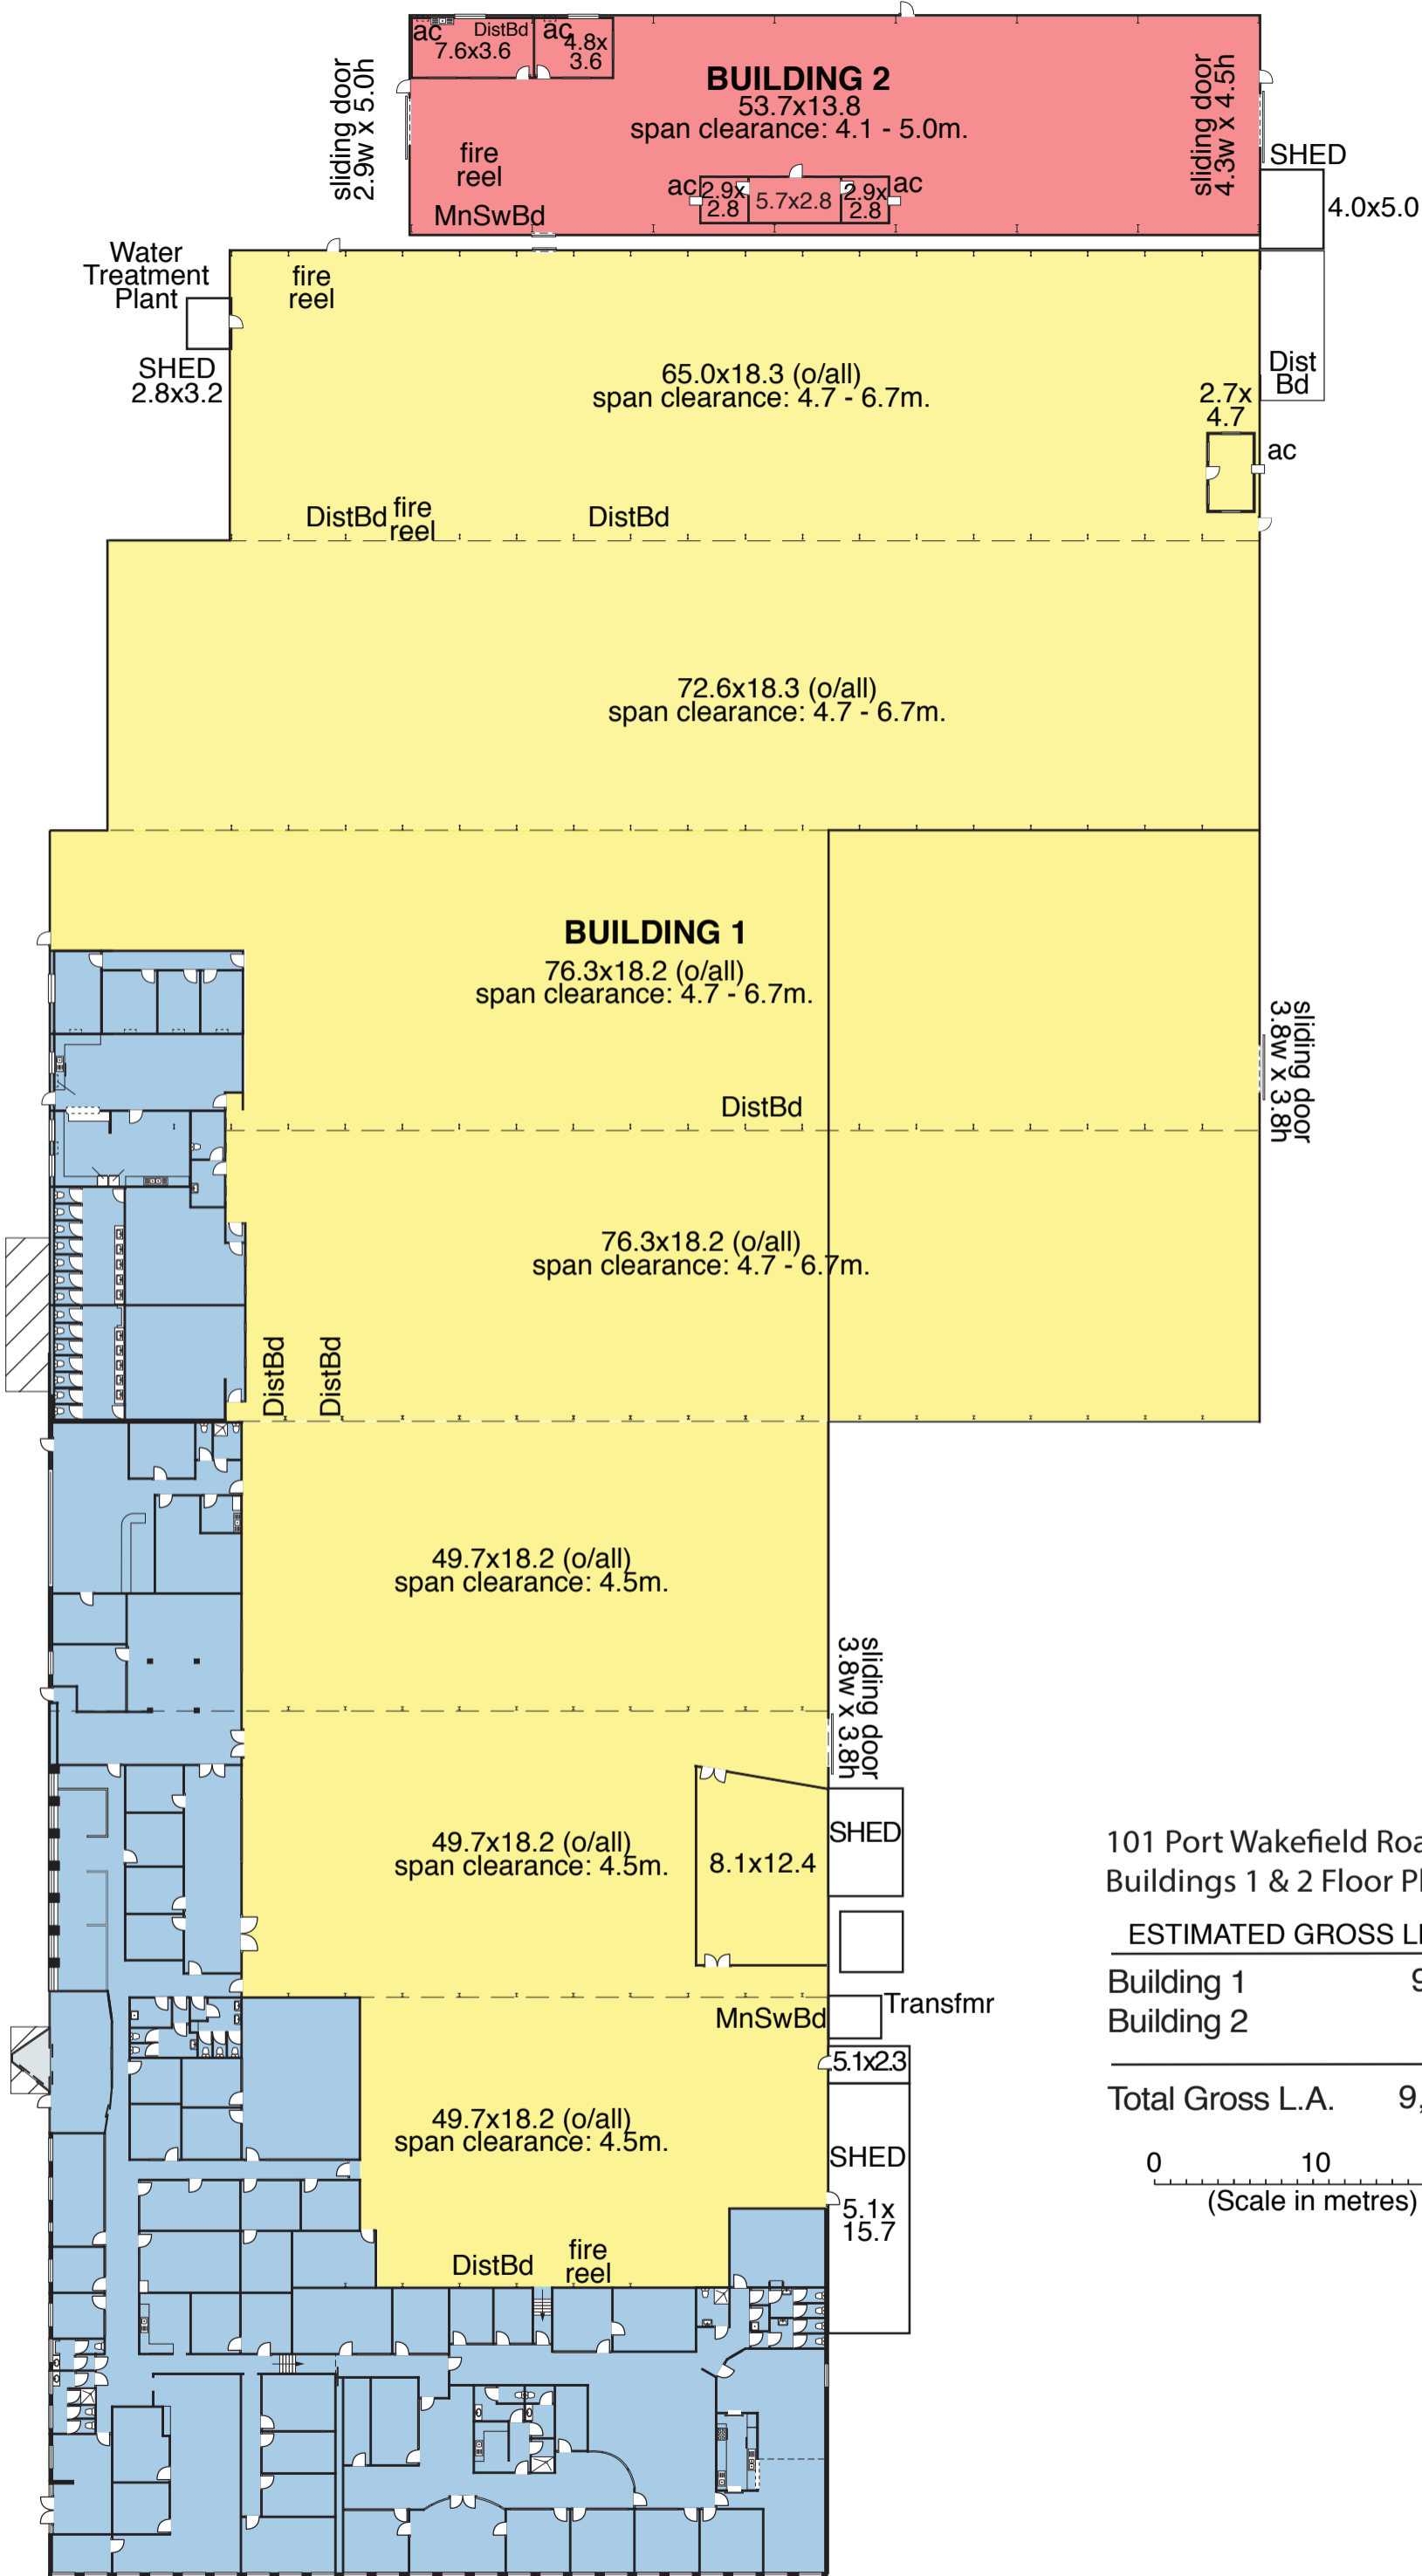 ac
DistBd
7.6x3.6
ac
4.8x
3.6
sliding door
2.9w x 5.0h
BUILDING 2
53.7x13.8
span clearance: 4.1 - 5.0m.
sliding door
4.3w x 4.5h
fire
reel
SHED
4.0x5.0
ac
2.9x
2.8
5.7x2.8
2.9x
2.8
ac
MnSwBd
Water
Treatment
Plant
fire
reel
SHED
2.8x3.2
65.0x18.3 (o/all)
span clearance: 4.7 - 6.7m.
Dist
Bd
2.7x
4.7
ac
DistBd
fire
reel
DistBd
72.6x18.3 (o/all)
span clearance: 4.7 - 6.7m.
BUILDING 1
76.3x18.2 (o/all)
span clearance: 4.7 - 6.7m.
sliding door
3.8w x 3.8h
DistBd
76.3x18.2 (o/all)
span clearance: 4.7 - 6.7m.
DistBd
DistBd
49.7x18.2 (o/all)
span clearance: 4.5m.
sliding door
3.8w x 3.8h
49.7x18.2 (o/all)
span clearance: 4.5m.
8.1x12.4
SHED
MnSwBd
Transfmr
5.1x2.3
49.7x18.2 (o/all)
span clearance: 4.5m.
SHED
5.1x
15.7
DistBd
fire
reel
101 Port Wakefield
Buildings 1 & 2 Floor
ESTIMATED GROSS
Building 1 9
Building 2
Total Gross L.A. 9,
0 10
(Scale in metres)